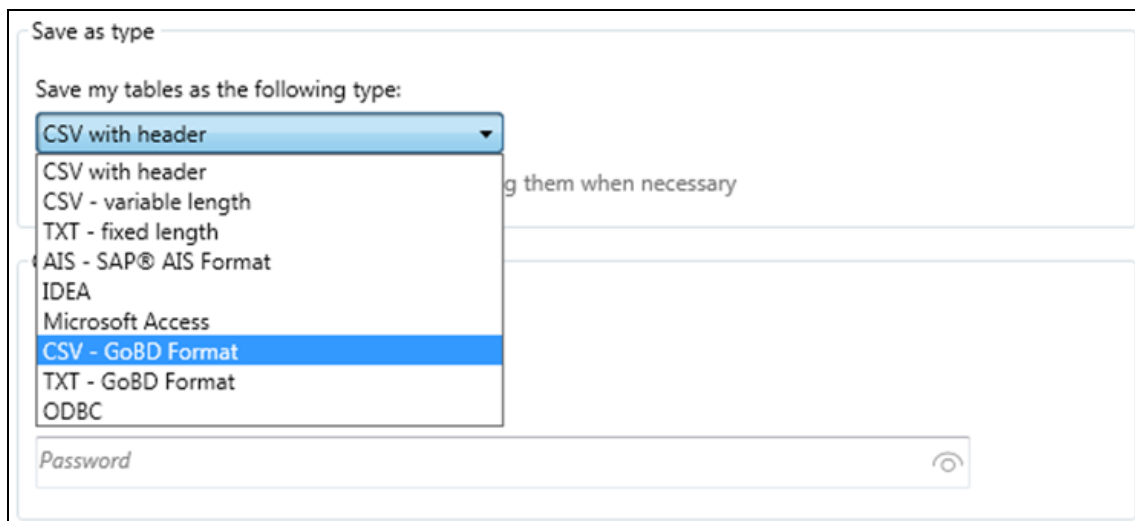 Save as type
Save my tables as the following type:
CSV with header
CSV with header
CSV - variable length
g them when necessary
TXT - fixed length
AIS - SAP® AIS Format
IDEA
Microsoft Access
CSV - GoBD Format
TXT - GoBD Format
ODBC
Password